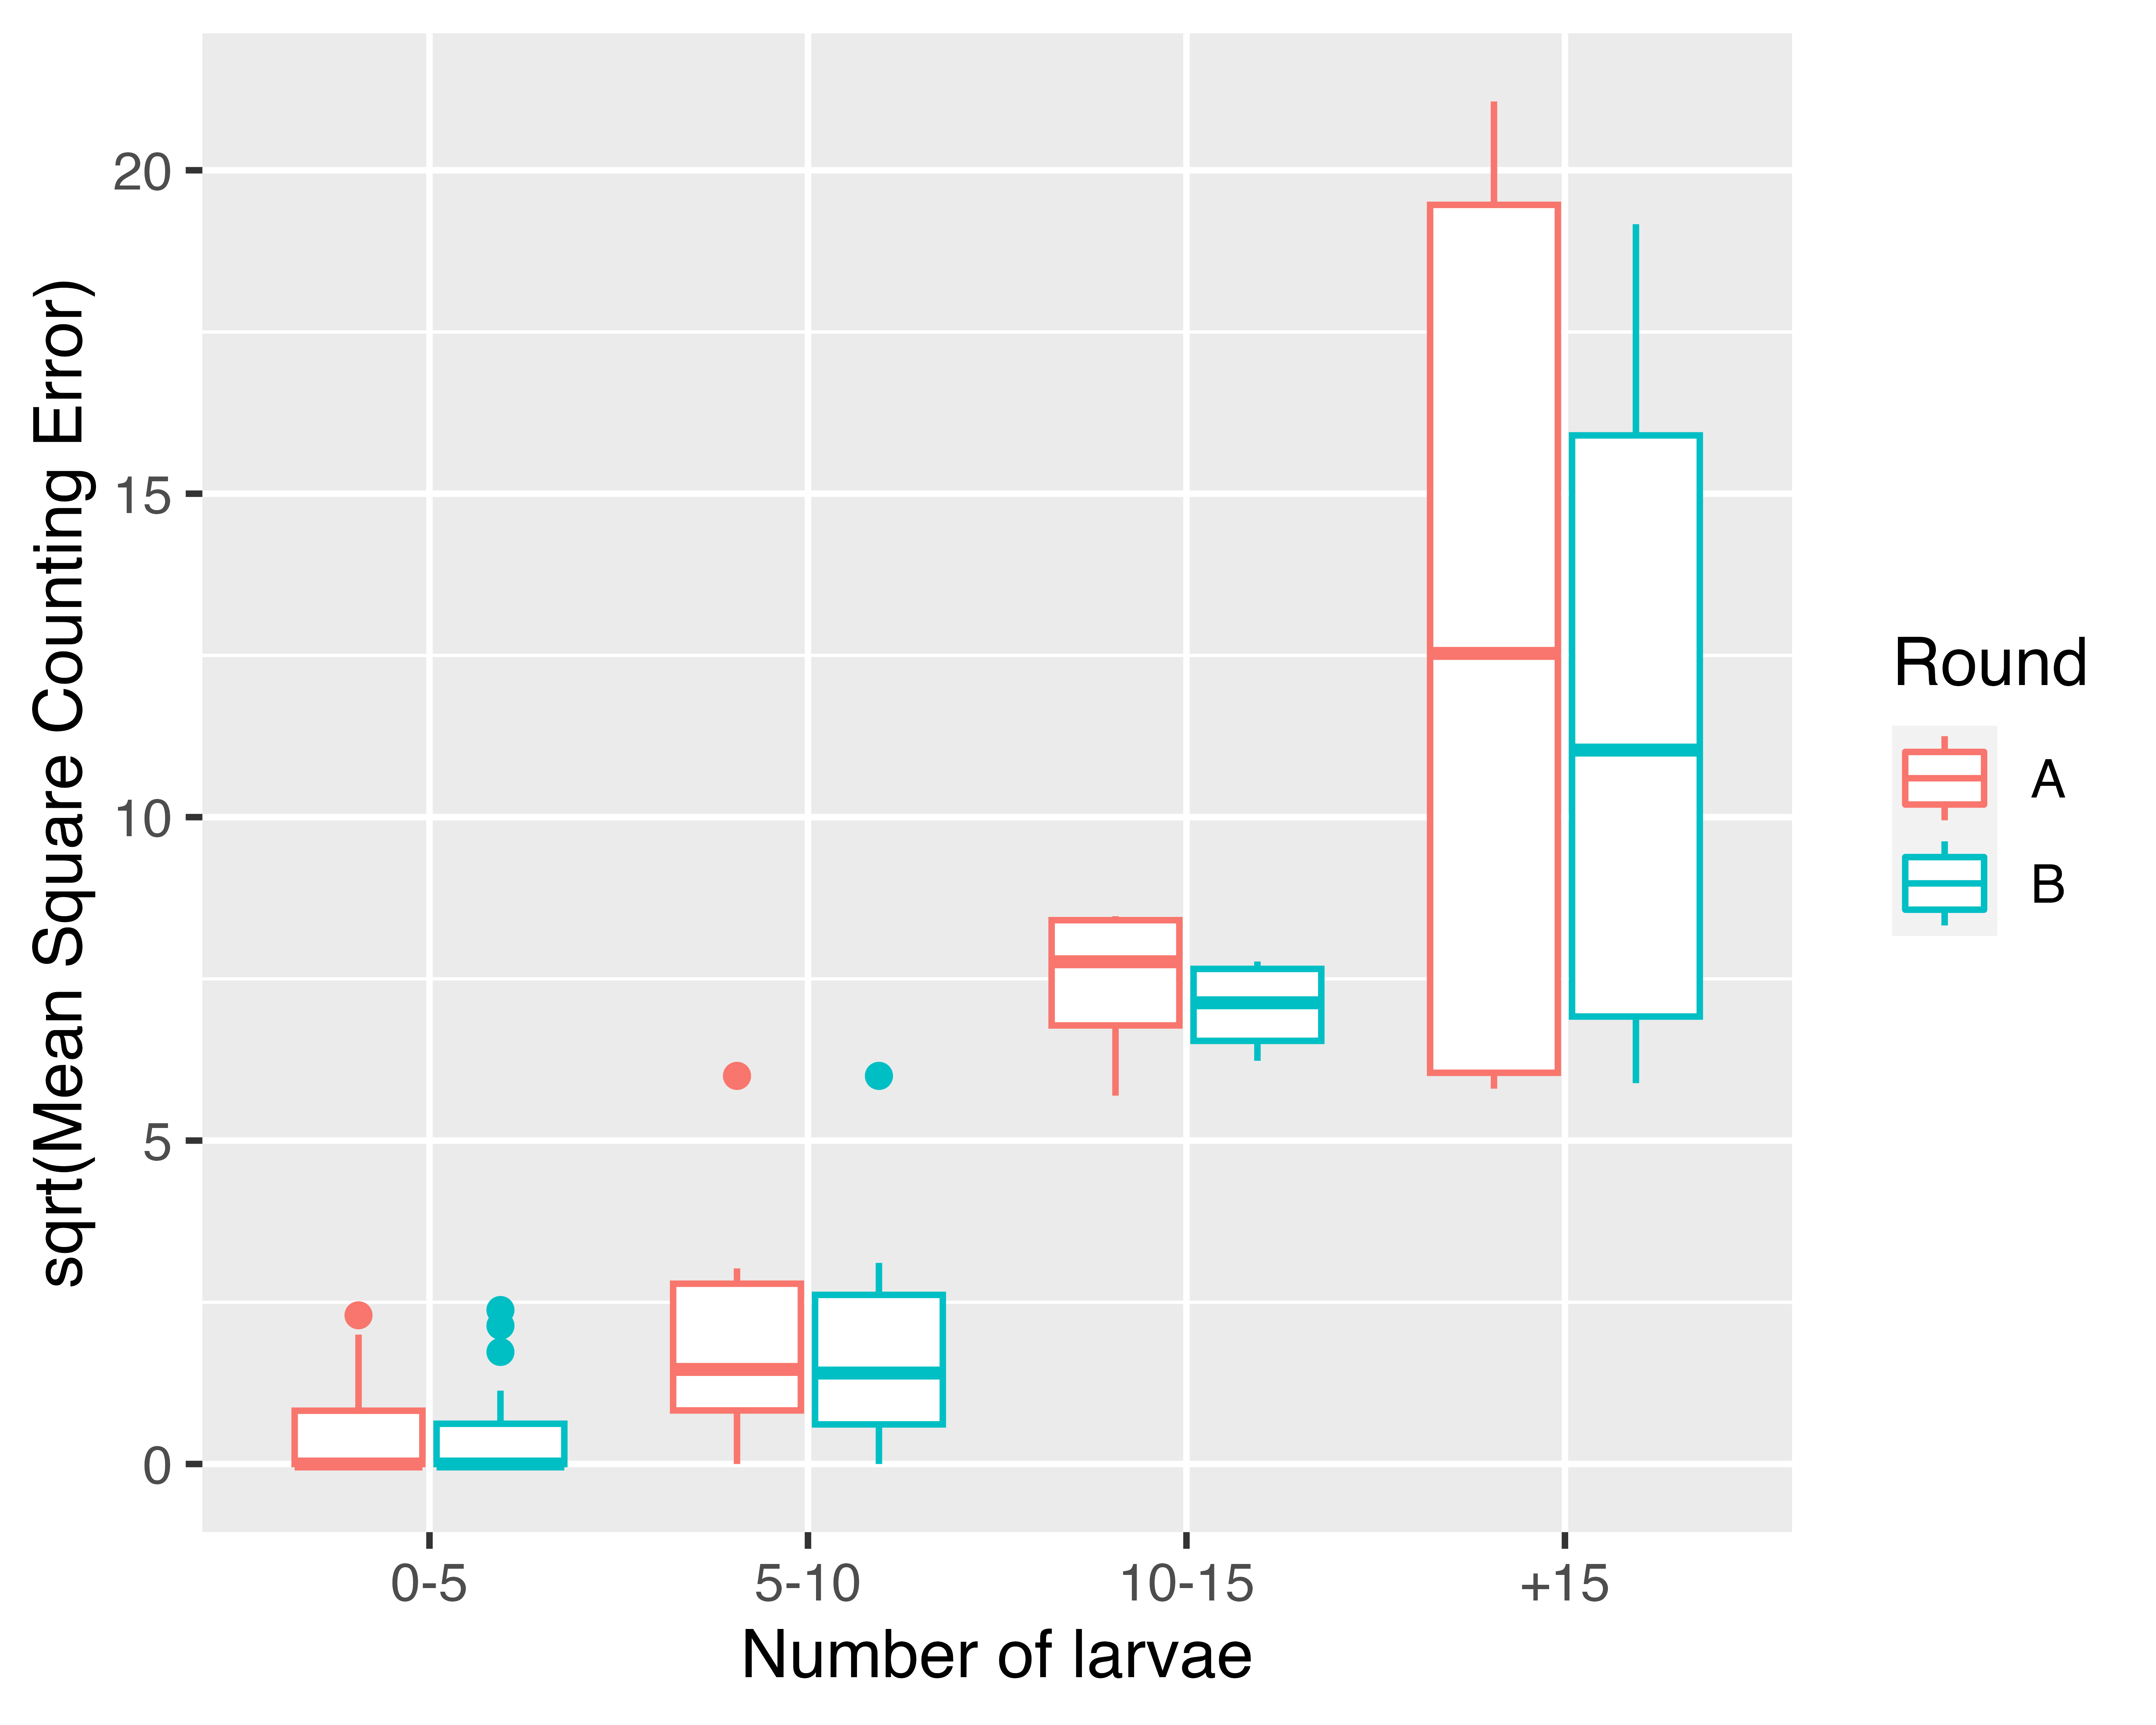 sqrt(Mean Square Counting Error)
20
15
10
5
0
0-5 5-10 10-15 +15
Number of larvae
Round
A
B